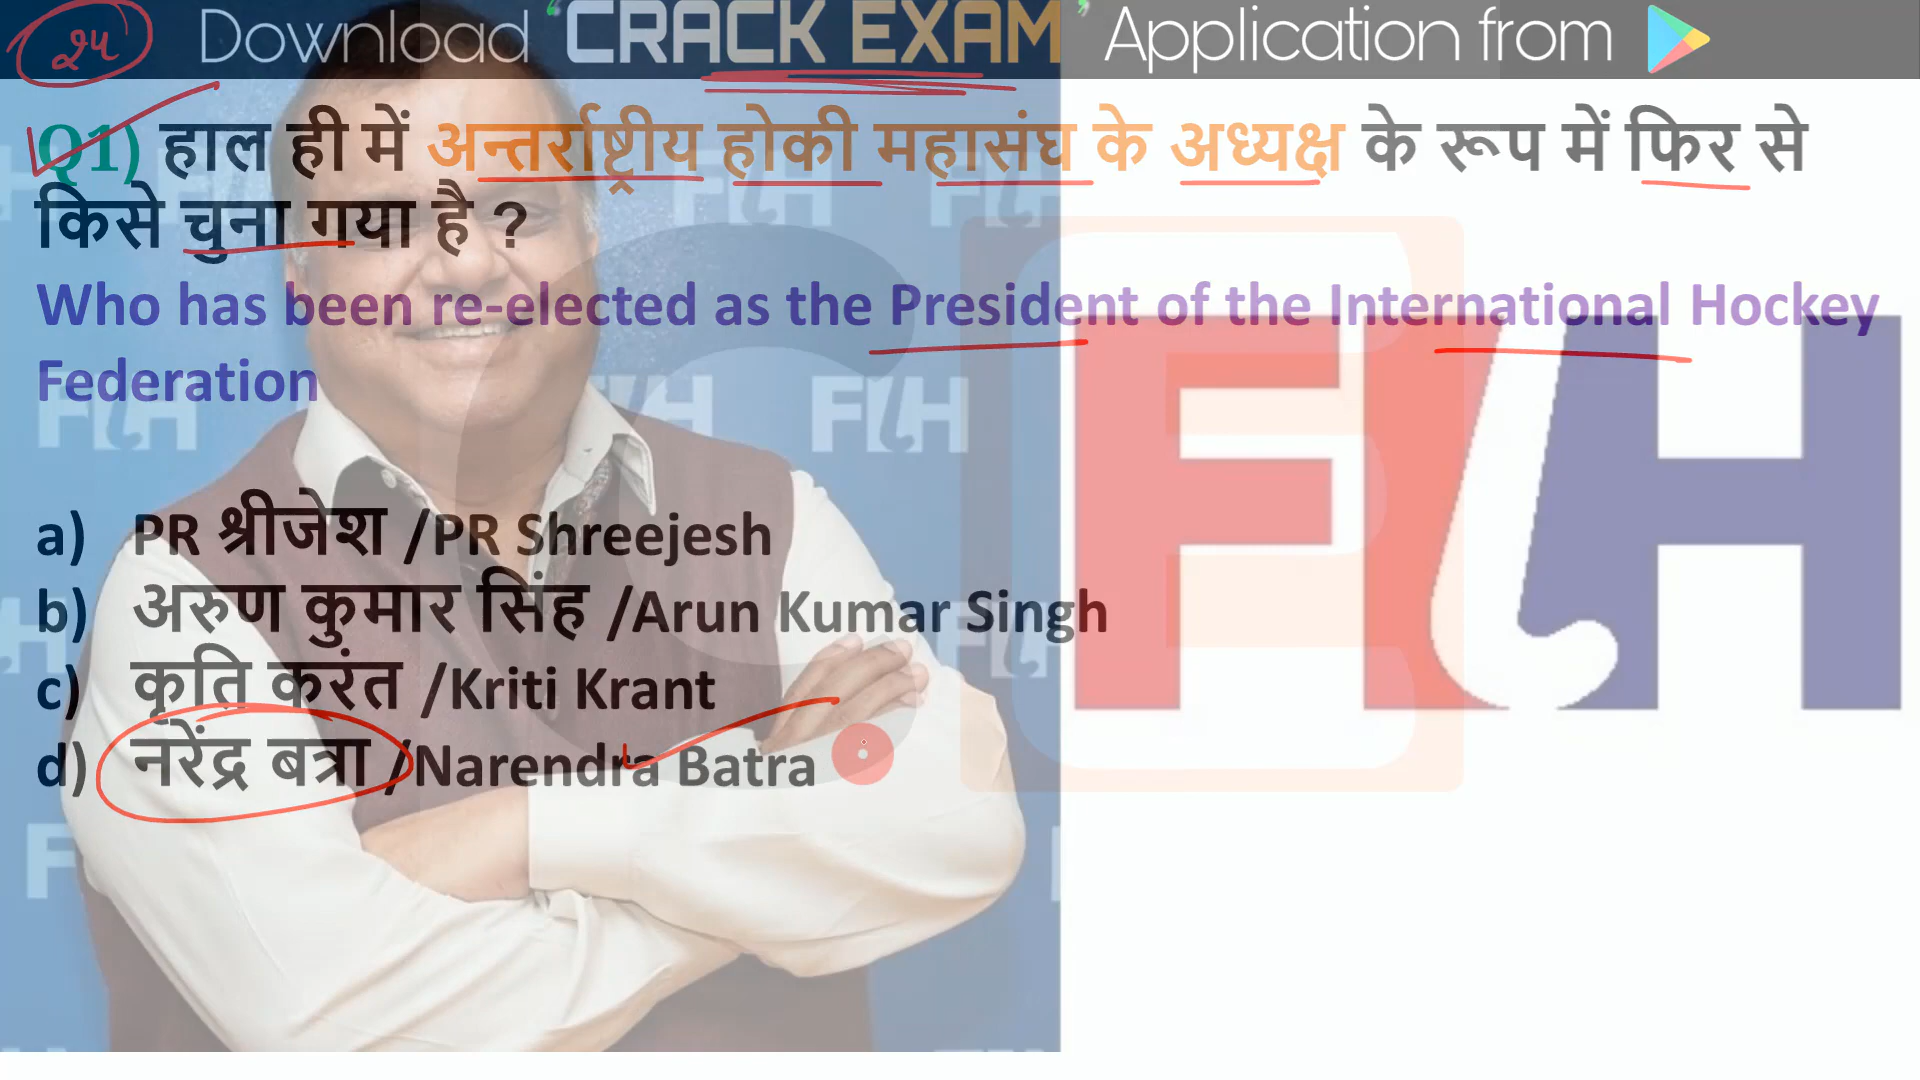 २५ Download “CRACK EXAM” Application from
Q1) हाल ही में अन्तर्राष्ट्रीय होकी महासंघ के अध्यक्ष के रूप में फिर से
किसे चुना गया है ?
Who has been re-elected as the President of the International Hockey
Federation
a) PR श्रीजेश /PR Shreejesh
b) अरुण कुमार सिंह /Arun Kumar Singh
c) कृति करंत /Kriti Krant
d) नरेंद्र बत्रा /Narendra Batra
FIH